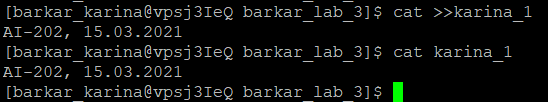 [barkar_karina@vpsj3IeQ barkar_lab_3]$ cat >>karina_1
AI-202, 15.03.2021
[barkar_karina@vpsj3IeQ barkar_lab_3]$ cat karina_1
AI-202, 15.03.2021
[barkar_karina@vpsj3IeQ barkar_lab_3]$